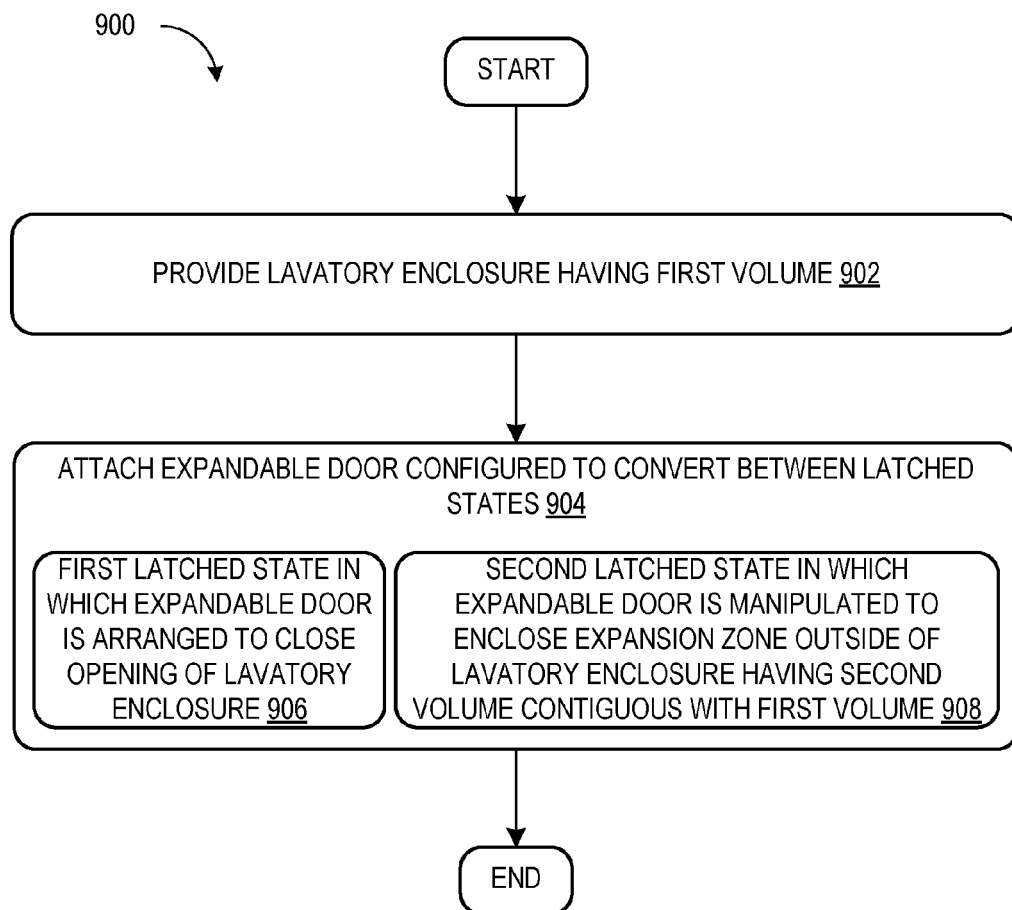 900
START
PROVIDE LAVATORY ENCLOSURE HAVING FIRST VOLUME 902
ATTACH EXPANDABLE DOOR CONFIGURED TO CONVERT BETWEEN LATCHED
STATES 904
FIRST LATCHED STATE IN
WHICH EXPANDABLE DOOR
IS ARRANGED TO CLOSE
OPENING OF LAVATORY
ENCLOSURE 906
SECOND LATCHED STATE IN WHICH
EXPANDABLE DOOR IS MANIPULATED TO
ENCLOSE EXPANSION ZONE OUTSIDE OF
LAVATORY ENCLOSURE HAVING SECOND
VOLUME CONTIGUOUS WITH FIRST VOLUME 908
END